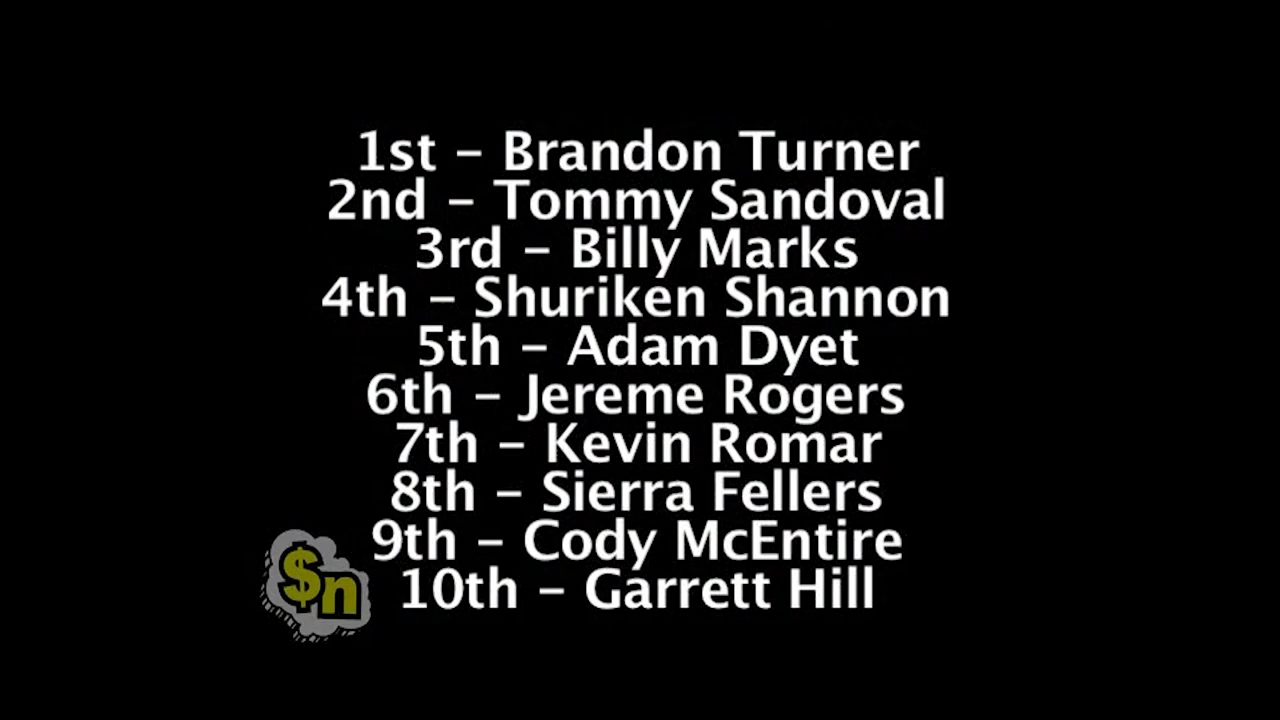 1st – Brandon Turner
2nd – Tommy Sandoval
3rd – Billy Marks
4th – Shuriken Shannon
5th – Adam Dyet
6th – Jereme Rogers
7th – Kevin Romar
8th – Sierra Fellers
9th – Cody McEntire
10th – Garrett Hill
$n